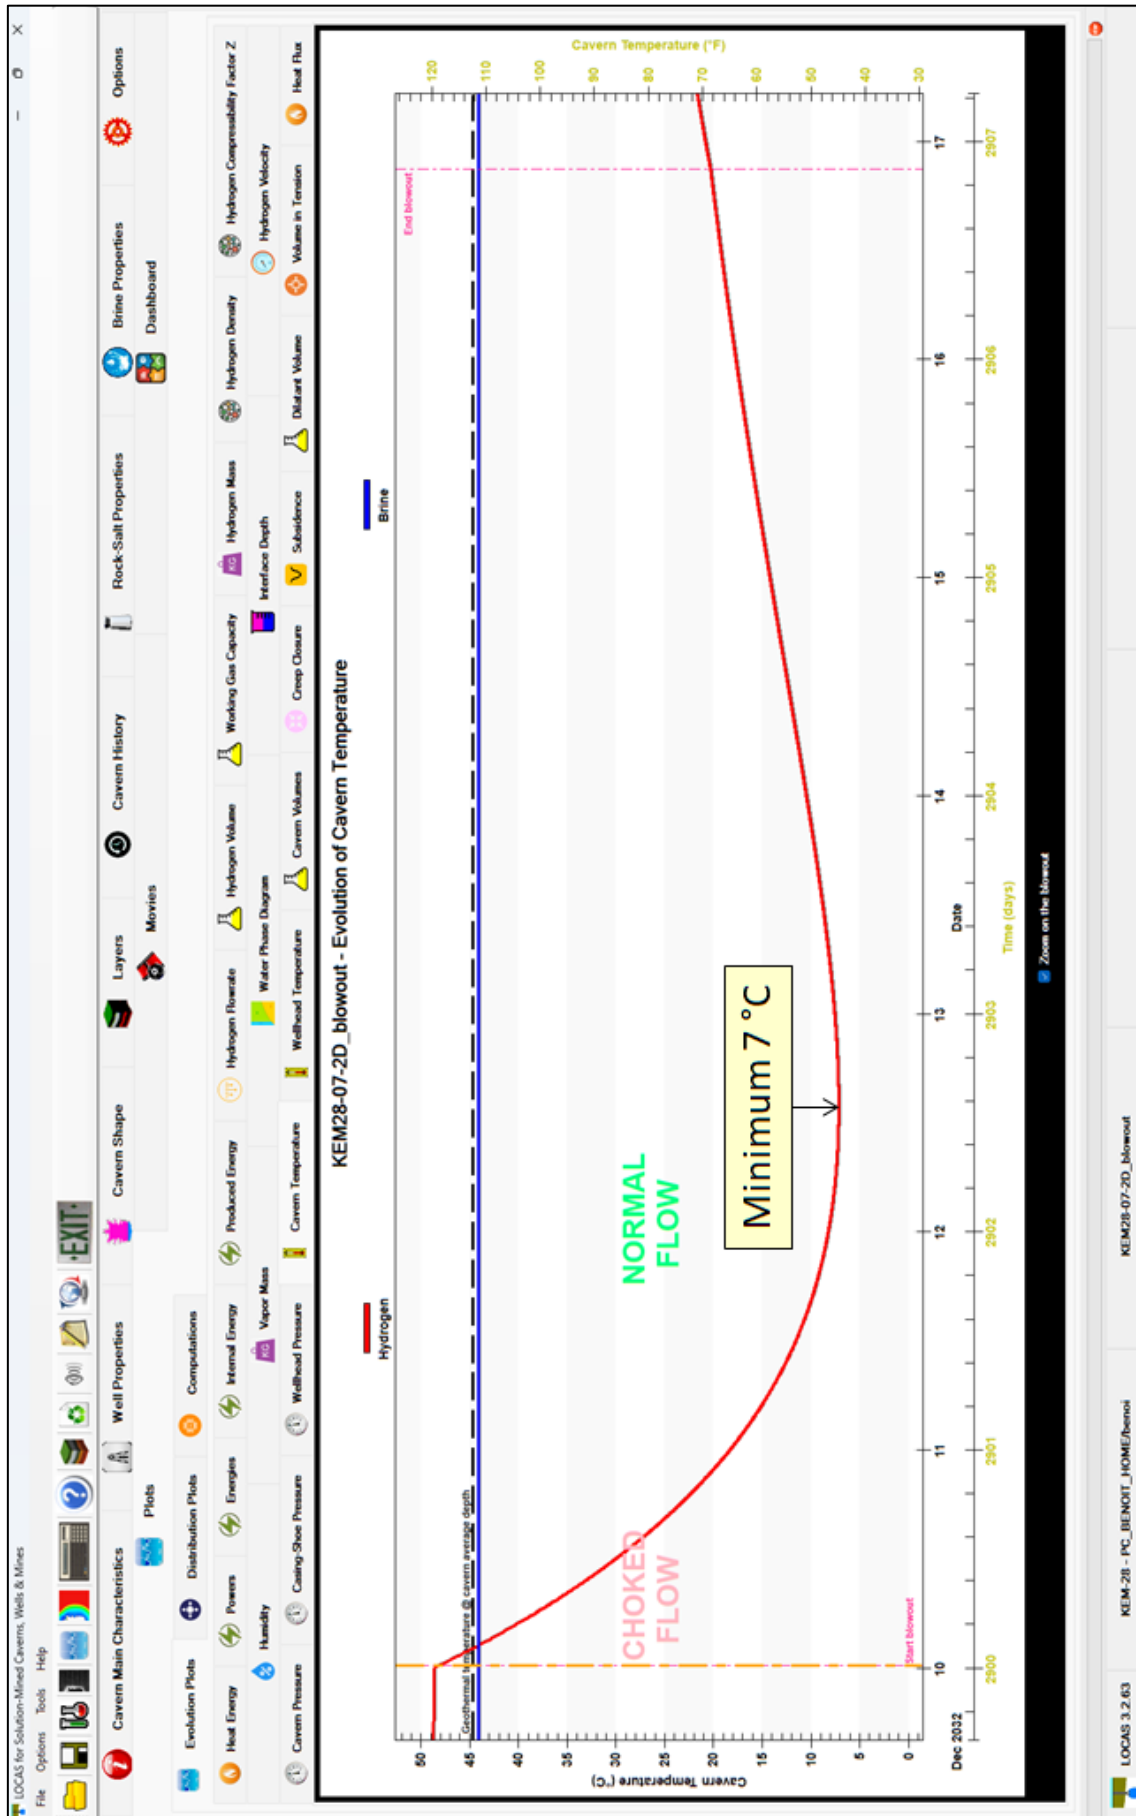 LOCAS for Solution-Mined Caverns, Wells & Mines
File Options Tools Help
EXIT
Cavern Main Characteristics Well Properties Cavern Shape Layers Cavern History Rock-Salt Properties Brine Properties Options
Plots Movies Dashboard
Evolution Plots Distribution Plots Computations
Heat Energy Powers Energies Internal Energy Produced Energy Hydrogen Flowrate Hydrogen Volume Working Gas Capacity Hydrogen Mass Hydrogen Density Hydrogen Compressibility Factor Z
Humidity Vapor Mass Water Phase Diagram Interface Depth Hydrogen Velocity
Cavern Pressure Casing-Shoe Pressure Wellhead Pressure Cavern Temperature Wellhead Temperature Cavern Volumes Creep Closure Subsidence Dilatant Volume Volume in Tension Heat Flux
KEM28-07-2D_blowout - Evolution of Cavern Temperature
Hydrogen Brine
Cavern Temperature (°C)
50
45
40
35
30
25
20
15
10
5
0
Cavern Temperature (°F)
120
110
100
90
80
70
60
50
40
30
Geothermal temperature @ cavern average depth
End blowout
Start blowout
CHOKED
FLOW
NORMAL
FLOW
Minimum 7 °C
Dec 2032 10 11 12 13 14 15 16 17
Date
2900 2901 2902 2903 2904 2905 2906 2907
Time (days)
Zoom on the blowout
LOCAS 3.2.63 KEM-28 - PC_BENOIT_HOME/benoi KEM28-07-2D_blowout